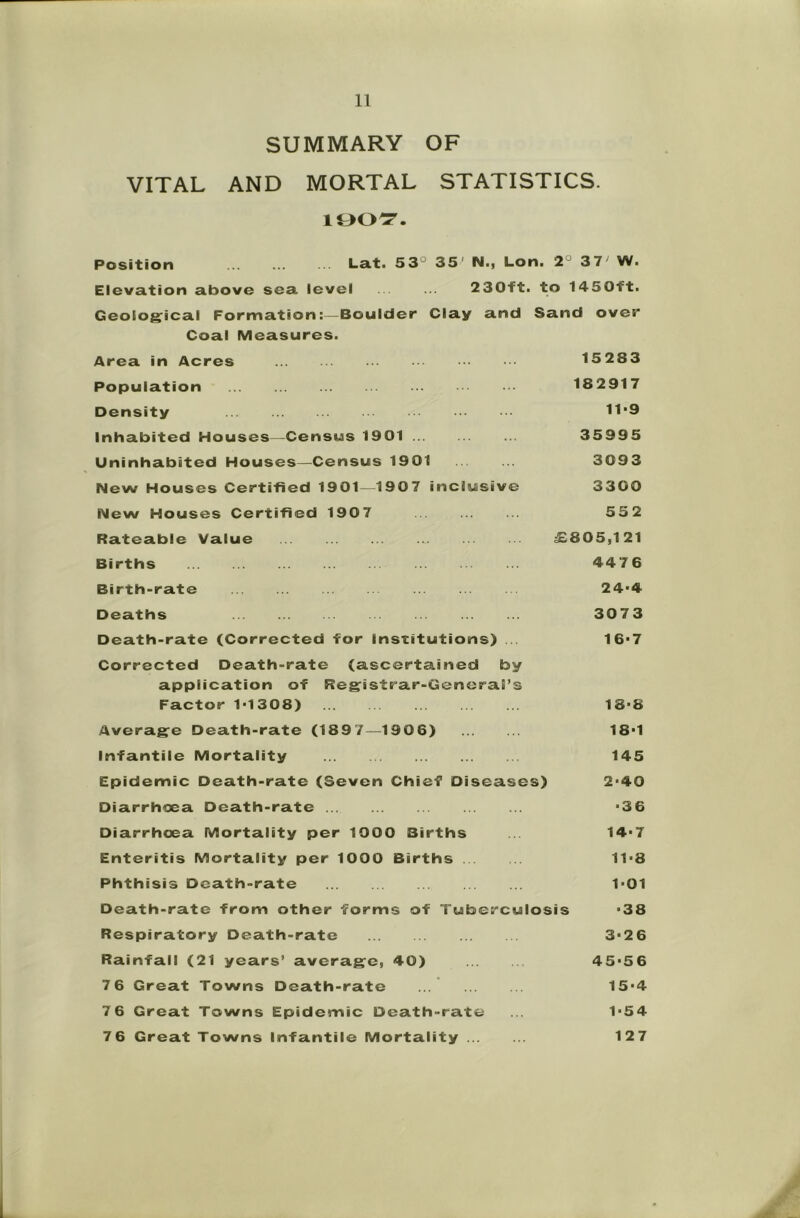 11
SUMMARY OF
VITAL AND MORTAL STATISTICS.
1907.
Position ... ... ... Lat. 53° 35' N., Lon. 2° 37' W.
Elevation above sea level ... ... 230ft. to 1450ft.
Geological Formation:—Boulder Clay and Sand over
Coal Measures.
Area in Acres ... ... ... ... ... ... 15283
Population ... ... ... ... ... ... ... 182917
Density ... ... ... ... ... ... ... 11·9
Inhabited Houses—Census 1901 ... ... ... 35995
Uninhabited Houses—Census 1901 ... ... 3093
New Houses Certified 1901—1907 inclusive 3300
New Houses Certified 1907 ... ... ... 552
Rateable Value ... ... ... ... ... ... £805,121
Births ... ... ... ... ... ... ... ... 4476
Birth-rate ... ... ... ... ... ... ... 24·4
Deaths ... ... ... ... ... ... ... 3073
Death-rate (Corrected for Institutions) ... 16·7
Corrected Death-rate (ascertained by
application of Registrar-General's
Factor 1·1308) ... ... ... ... ... 18·8
Average Death-rate (1897—1906) ... ... 18·1
Infantile Mortality ... ... ... ... ... 145
Epidemic Death-rate (Seven Chief Diseases) 2·40
Diarrhœa Death-rate ... ... ... ... ... ·36
Diarrhœa Mortality per 1000 Births ... 14·7
Enteritis Mortality per 1000 Births ... ... 11·8
Phthisis Death-rate ... ... ... ... ... 1·01
Death-rate from other forms of Tuberculosis ·38
Respiratory Death-rate ... ... ... ... 3·26
Rainfall (21 years' average, 40) ... ... 45·56
76 Great Towns Death-rate ... ... ... 15·4
76 Great Towns Epidemic Death-rate ... 1·54
76 Great Towns Infantile Mortality ... ... 127